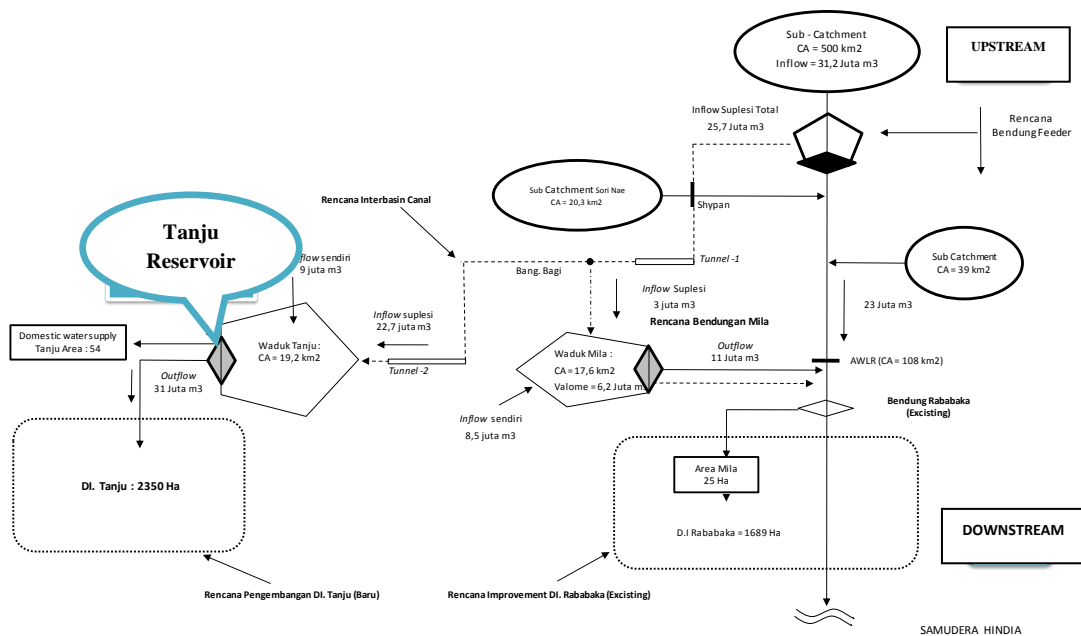 Sub - Catchment
CA = 500 km2
Inflow = 31,2 Juta m3
UPSTREAM
Inflow Suplesi Total
25,7 Juta m3
Rencana
Bendung Feeder
Sub Catchment Sori Nae
CA = 20,3 km2
Shypan
Rencana Interbasin Canal
Tanju
Reservoir
flow sendiri
9 juta m3
Bang. Bagi
Tunnel -1
Sub Catchment
CA = 39 km2
Inflow Suplesi
3 juta m3
23 Juta m3
Rencana Bendungan Mila
Inflow suplesi
22,7 juta m3
Domestic water supply
Tanju Area : 54
Waduk Tanju :
CA = 19,2 km2
Tunnel -2
Outflow
31 Juta m3
Waduk Mila :
CA = 17,6 km2
Valome = 6,2 Juta m
Outflow
11 Juta m3
AWLR (CA = 108 km2)
Inflow sendiri
8,5 juta m3
Bendung Rababaka
(Excisting)
Area Mila
25 Ha
DI. Tanju : 2350 Ha
D.I Rababaka = 1689 Ha
DOWNSTREAM
Rencana Pengembangan DI. Tanju (Baru)
Rencana Improvement DI. Rababaka (Excisting)
SAMUDERA HINDIA